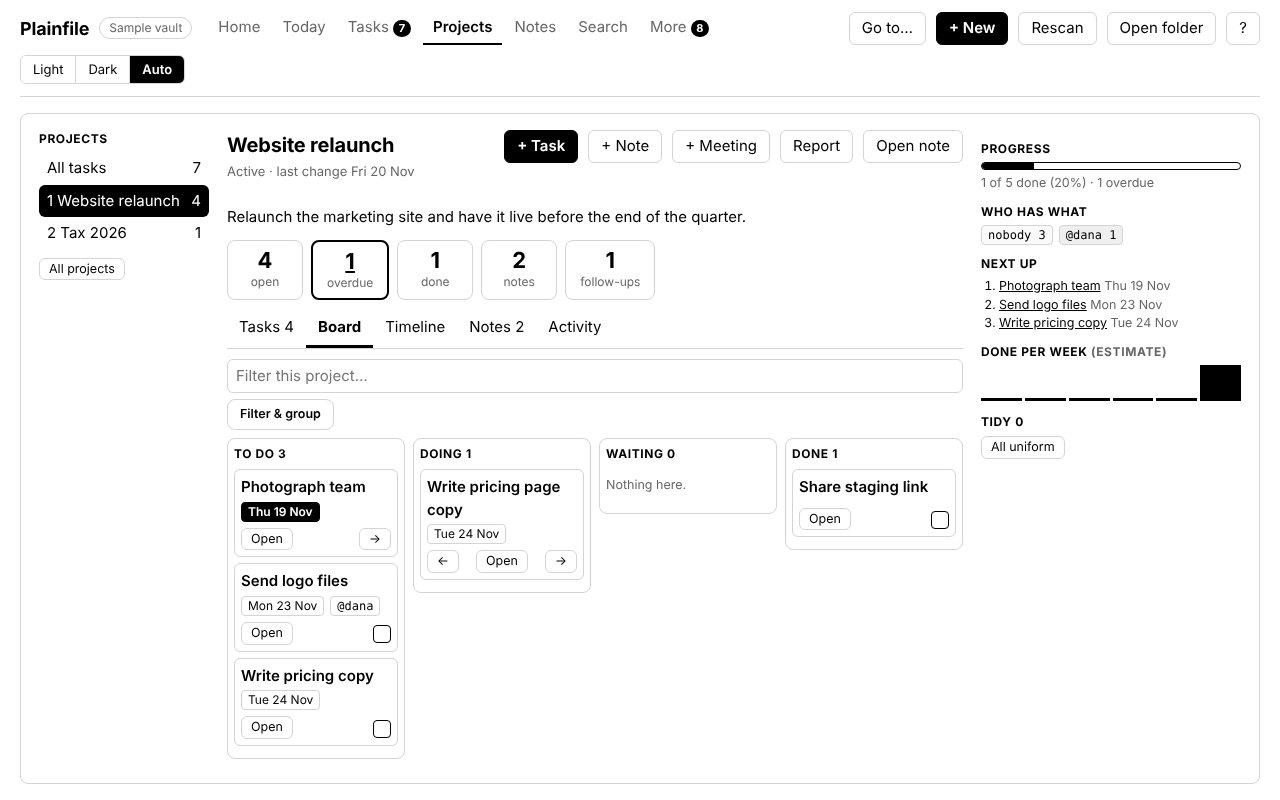 Plainfile Sample vault Home Today Tasks 7 Projects Notes Search More 8 Go to... + New Rescan Open folder ?
Light Dark Auto
PROJECTS
All tasks 7
1 Website relaunch 4
2 Tax 2026 1
All projects
Website relaunch
+ Task + Note + Meeting Report Open note
Active · last change Fri 20 Nov
Relaunch the marketing site and have it live before the end of the quarter.
4 open
1 overdue
1 done
2 notes
1 follow-ups
Tasks 4 Board Timeline Notes 2 Activity
Filter this project...
Filter & group
TO DO 3
Photograph team
Thu 19 Nov
Open →
Send logo files
Mon 23 Nov @dana
Open
Write pricing copy
Tue 24 Nov
Open
DOING 1
Write pricing page
copy
Tue 24 Nov
← Open →
WAITING 0
Nothing here.
DONE 1
Share staging link
Open
PROGRESS
1 of 5 done (20%) · 1 overdue
WHO HAS WHAT
nobody 3 @dana 1
NEXT UP
1. Photograph team Thu 19 Nov
2. Send logo files Mon 23 Nov
3. Write pricing copy Tue 24 Nov
DONE PER WEEK (ESTIMATE)
TIDY 0
All uniform